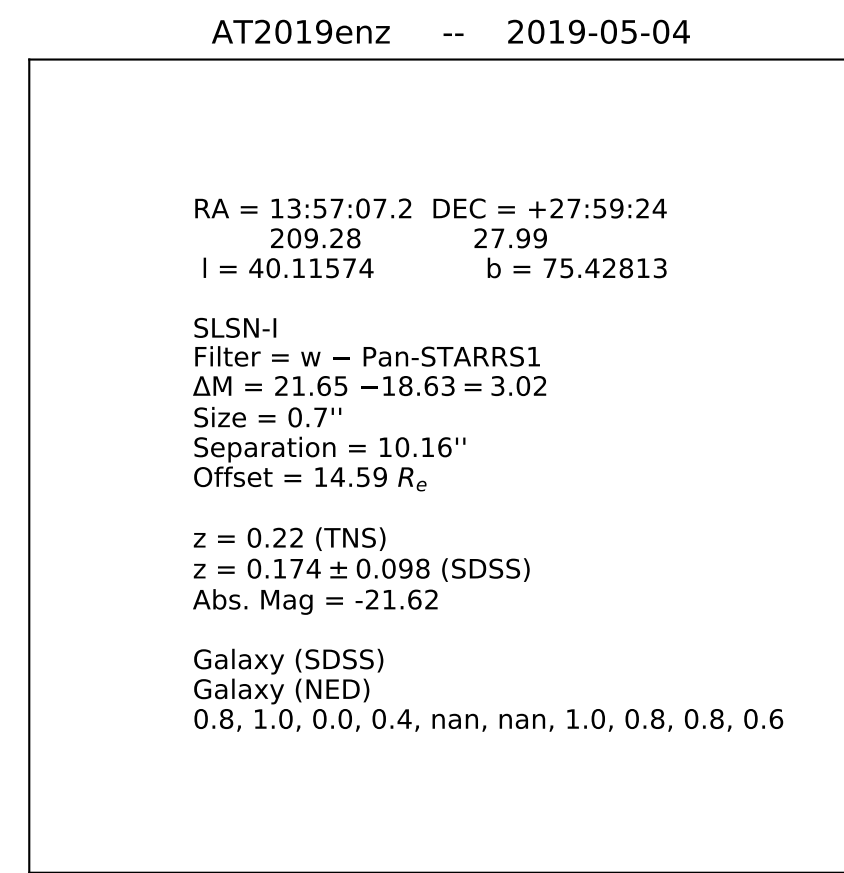 AT2019enz -- 2019-05-04
RA = 13:57:07.2 DEC = +27:59:24
209.28 27.99
l = 40.11574 b = 75.42813
SLSN-I
Filter = w − Pan-STARRS1
ΔM = 21.65 −18.63 = 3.02
Size = 0.7''
Separation = 10.16''
Offset = 14.59 Rₑ
z = 0.22 (TNS)
z = 0.174 ± 0.098 (SDSS)
Abs. Mag = -21.62
Galaxy (SDSS)
Galaxy (NED)
0.8, 1.0, 0.0, 0.4, nan, nan, 1.0, 0.8, 0.8, 0.6